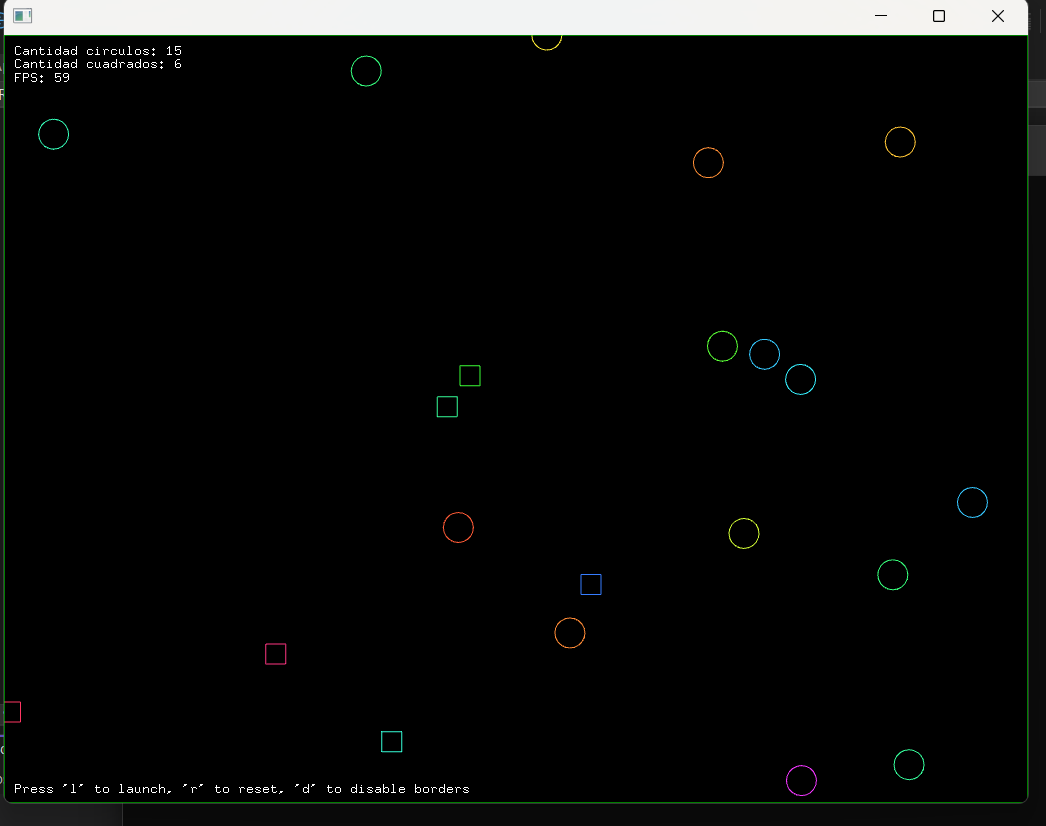 Cantidad circulos: 15
Cantidad cuadrados: 6
FPS: 59
Press 'l' to launch, 'r' to reset, 'd' to disable borders